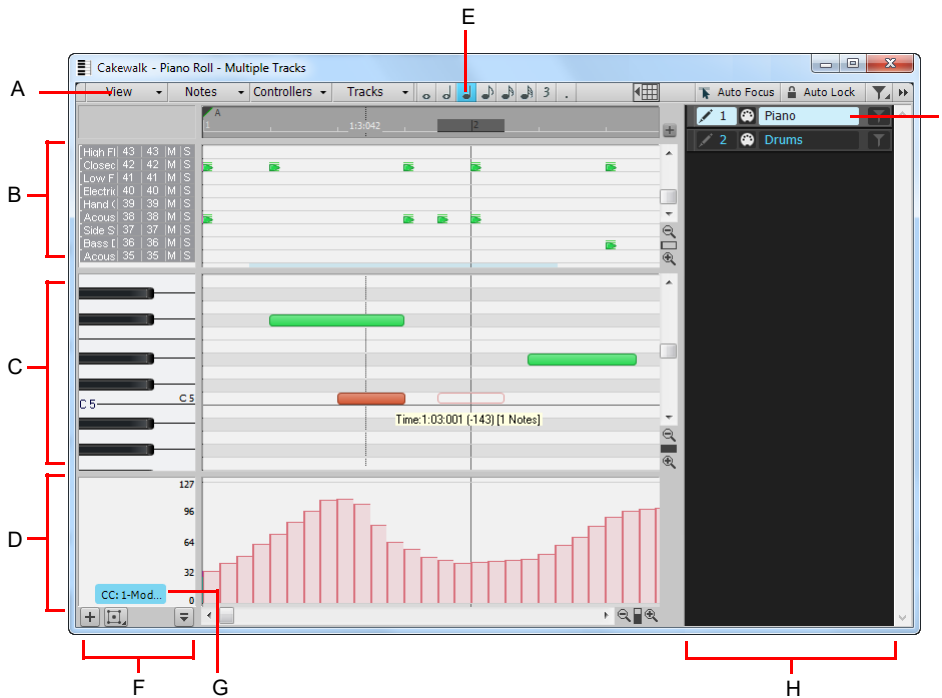 E
Cakewalk - Piano Roll - Multiple Tracks
A
View Notes Controllers Tracks 3 . Auto Focus Auto Lock
A
1 1:3:042 2
1 Piano
2 Drums
B
High Fl 43 43 M S
Closed 42 42 M S
Low F 41 41 M S
Electric 40 40 M S
Hand C 39 39 M S
Acous 38 38 M S
Side S 37 37 M S
Bass D 36 36 M S
Acous 35 35 M S
C
C 5 C 5
Time:1:03:001 (-143) [1 Notes]
D
127
96
64
32
0
CC: 1-Mod...
F
G
H